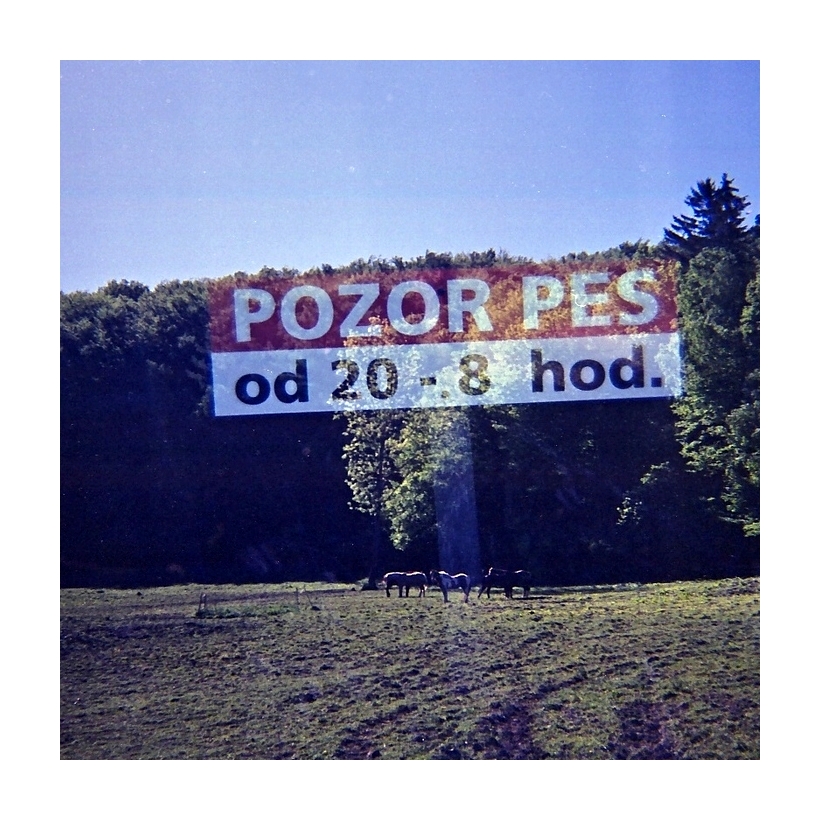 POZOR PES
od 20 - 8 hod.